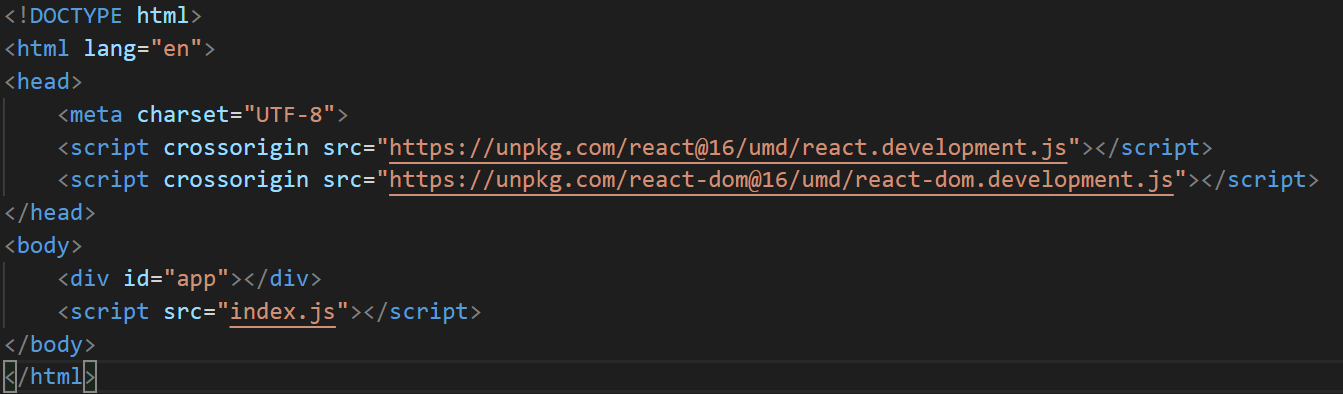 <!DOCTYPE html>
<html lang="en">
<head>
    <meta charset="UTF-8">
    <script crossorigin src="https://unpkg.com/react@16/umd/react.development.js"></script>
    <script crossorigin src="https://unpkg.com/react-dom@16/umd/react-dom.development.js"></script>
</head>
<body>
    <div id="app"></div>
    <script src="index.js"></script>
</body>
</html>